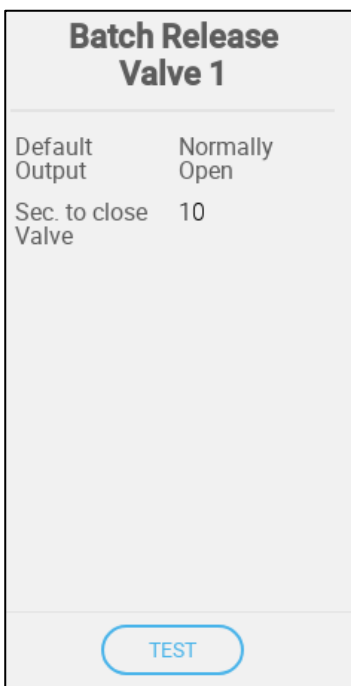 Batch Release
Valve 1
Default Normally
Output Open
Sec. to close 10
Valve
TEST